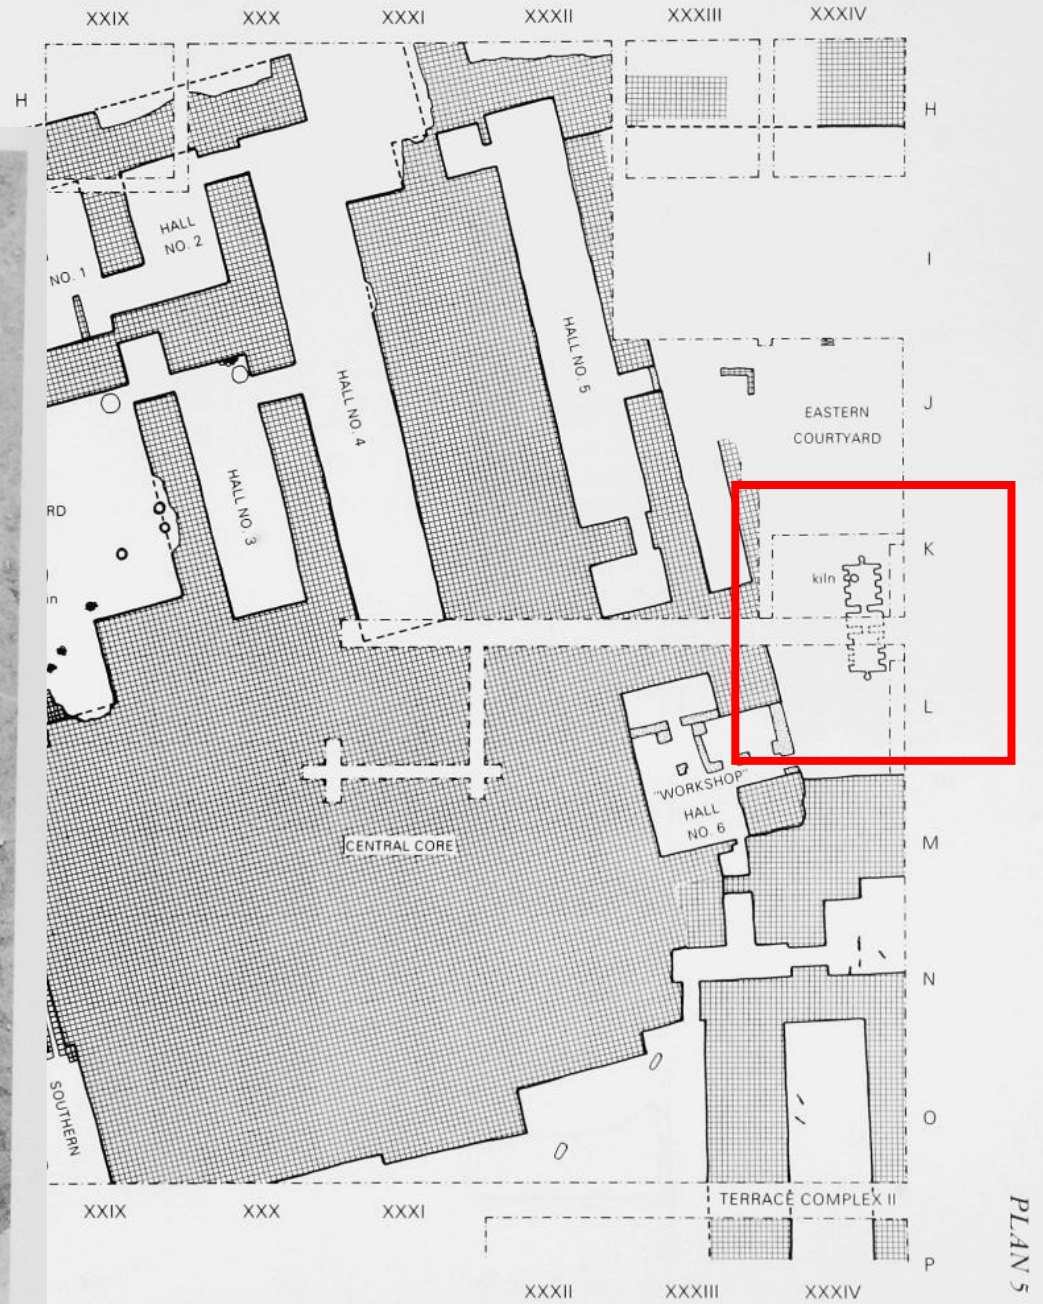 XXIX XXX XXXI XXXII XXXIII XXXIV
H H
HALL
NO. 2
NO. 1
I
HALL NO. 5
HALL NO. 4
J
EASTERN
COURTYARD
HALL NO. 3
RD
K
kiln
in
L
"WORKSHOP"
HALL
NO. 6
M
CENTRAL CORE
N
SOUTHERN
O
TERRACE COMPLEX II
XXIX XXX XXXI
P
XXXII XXXIII XXXIV
PLAN 5